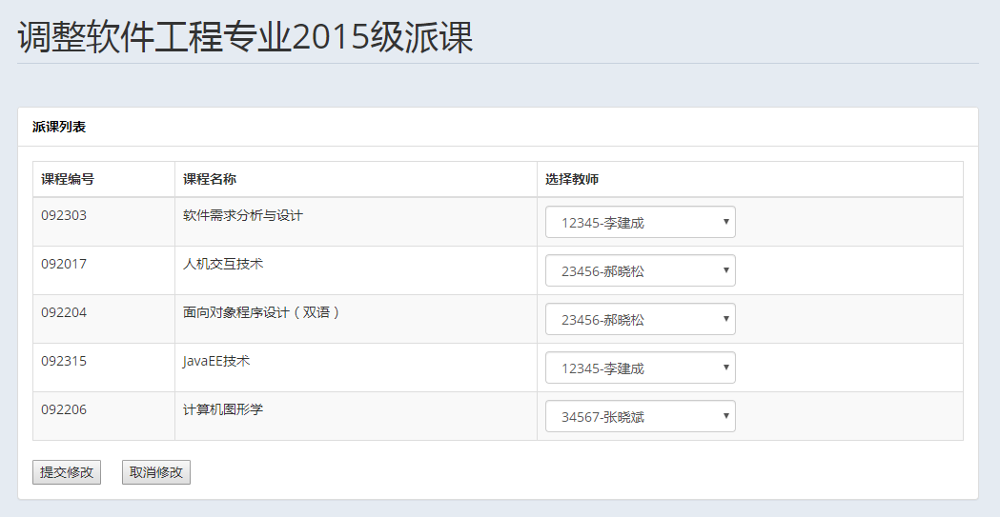 调整软件工程专业2015级派课
派课列表
课程编号 课程名称 选择教师
092303 软件需求分析与设计 12345-李建成
092017 人机交互技术 23456-郝晓松
092204 面向对象程序设计（双语） 23456-郝晓松
092315 JavaEE技术 12345-李建成
092206 计算机图形学 34567-张晓斌
提交修改 取消修改